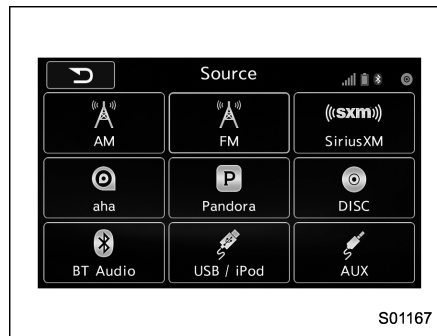 Source
AM
FM
((sxm))
SiriusXM
aha
P
Pandora
DISC
BT Audio
USB / iPod
AUX
S01167